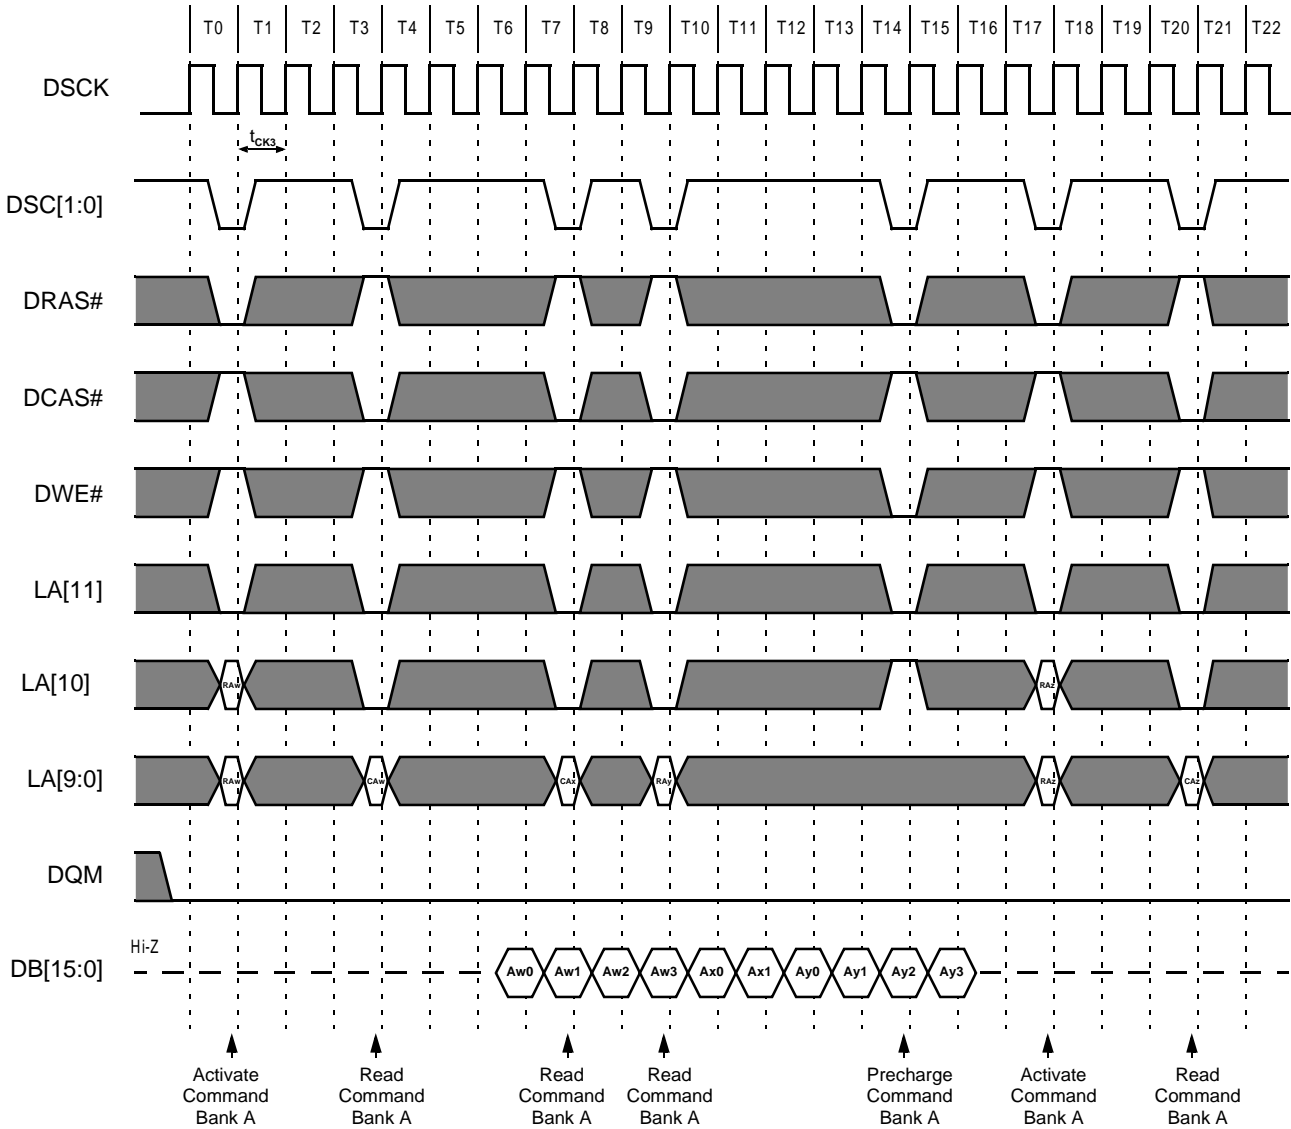 T0 T1 T2 T3 T4 T5 T6 T7 T8 T9 T10 T11 T12 T13 T14 T15 T16 T17 T18 T19 T20 T21 T22
DSCK
tCK3
DSC[1:0]
DRAS#
DCAS#
DWE#
LA[11]
LA[10] RAw RAz
LA[9:0] RAw CAw CAx RAy RAz CAz
DQM
Hi-Z
DB[15:0] Aw0 Aw1 Aw2 Aw3 Ax0 Ax1 Ay0 Ay1 Ay2 Ay3
Activate Read Read Read Precharge Activate Read
Command Command Command Command Command Command Command
Bank A Bank A Bank A Bank A Bank A Bank A Bank A